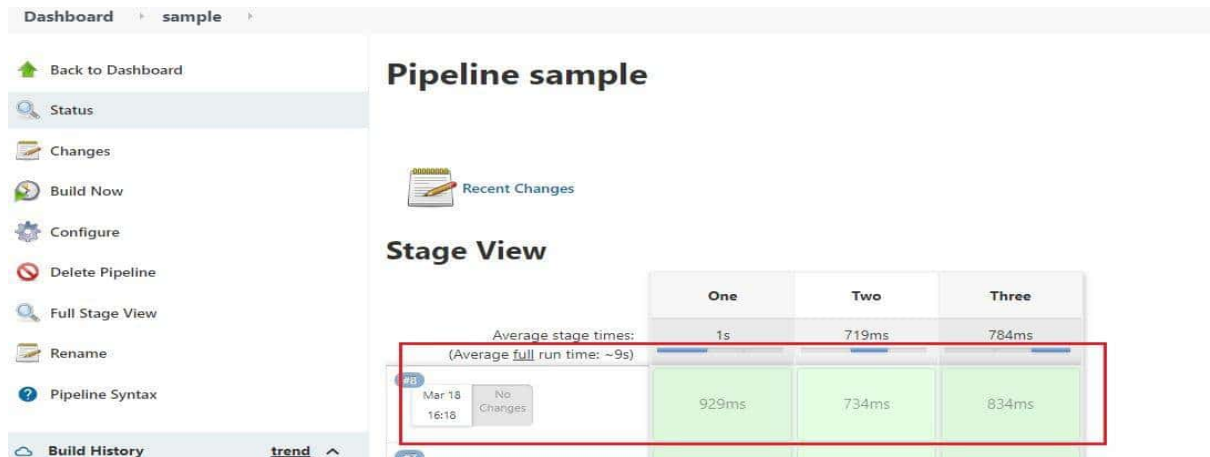 Dashboard sample
Back to Dashboard
Status
Changes
Build Now
Configure
Delete Pipeline
Full Stage View
Rename
Pipeline Syntax
Build History trend
Pipeline sample
Recent Changes
Stage View
One Two Three
Average stage times: 1s 719ms 784ms
(Average full run time: ~9s)
#8
Mar 18
16:18
No
Changes
929ms 734ms 834ms